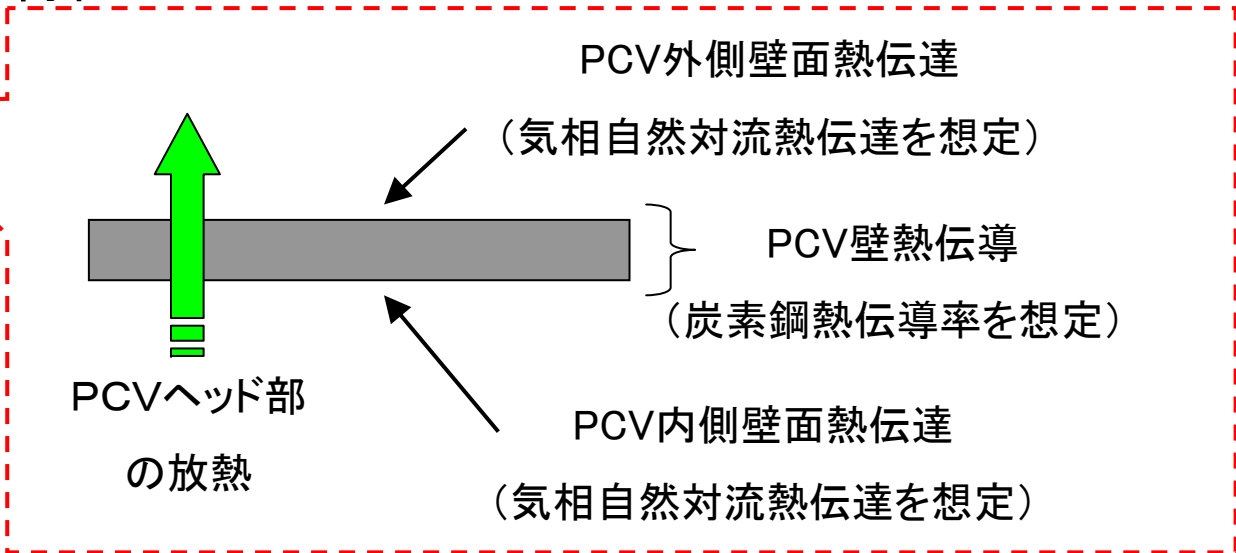 PCV外側壁面熱伝達
(気相自然対流熱伝達を想定)
PCV壁熱伝導
(炭素鋼熱伝導率を想定)
PCVヘッド部
の放熱
PCV内側壁面熱伝達
(気相自然対流熱伝達を想定)